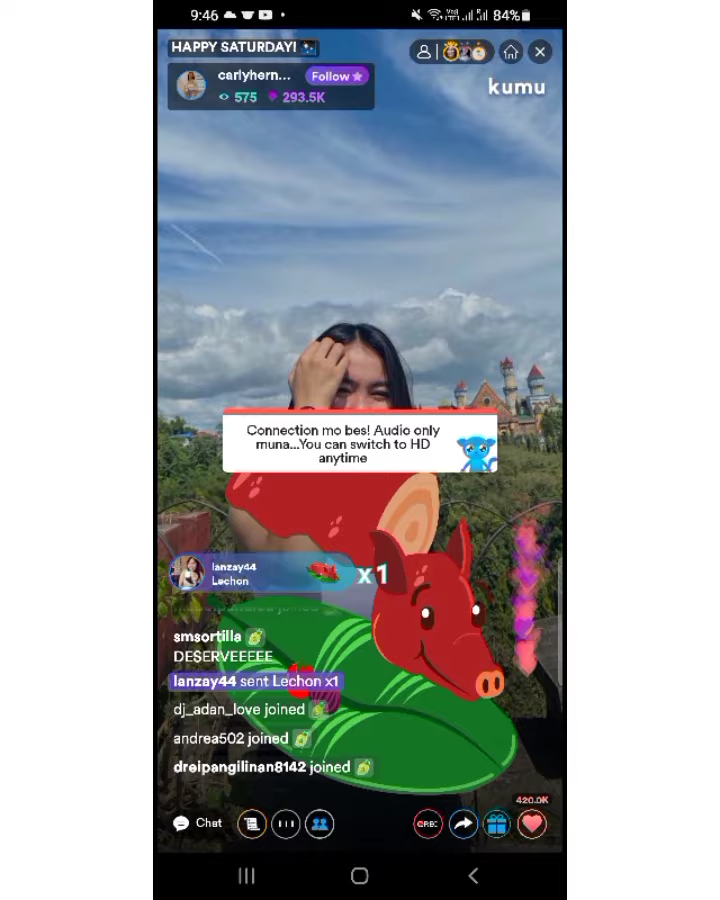 9:46
84%
HAPPY SATURDAY!
carlyhern...
Follow
575
293.5K
kumu
Connection mo bes! Audio only
muna...You can switch to HD
anytime
lanzay44
Lechon
x1
smsortilla
DESERVEEEEE
lanzay44 sent Lechon x1
dj_adan_love joined
andrea502 joined
dreipangilinan8142 joined
420.0K
Chat
REC